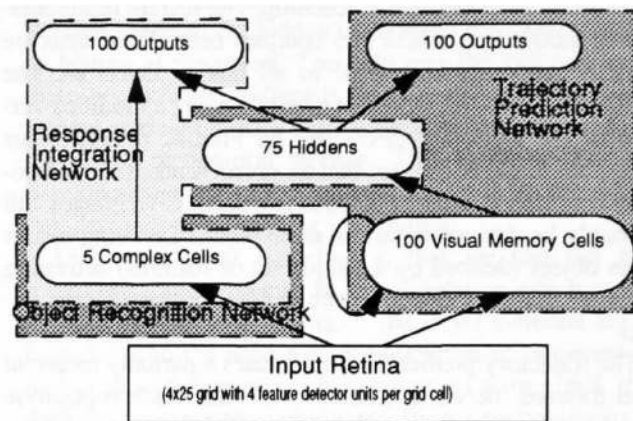 100 Outputs
100 Outputs
Response
Integration
Network
Trajectory
Prediction
Network
75 Hiddens
5 Complex Cells
100 Visual Memory Cells
Object Recognition Network
Input Retina
(4x25 grid with 4 feature detector units per grid cell)